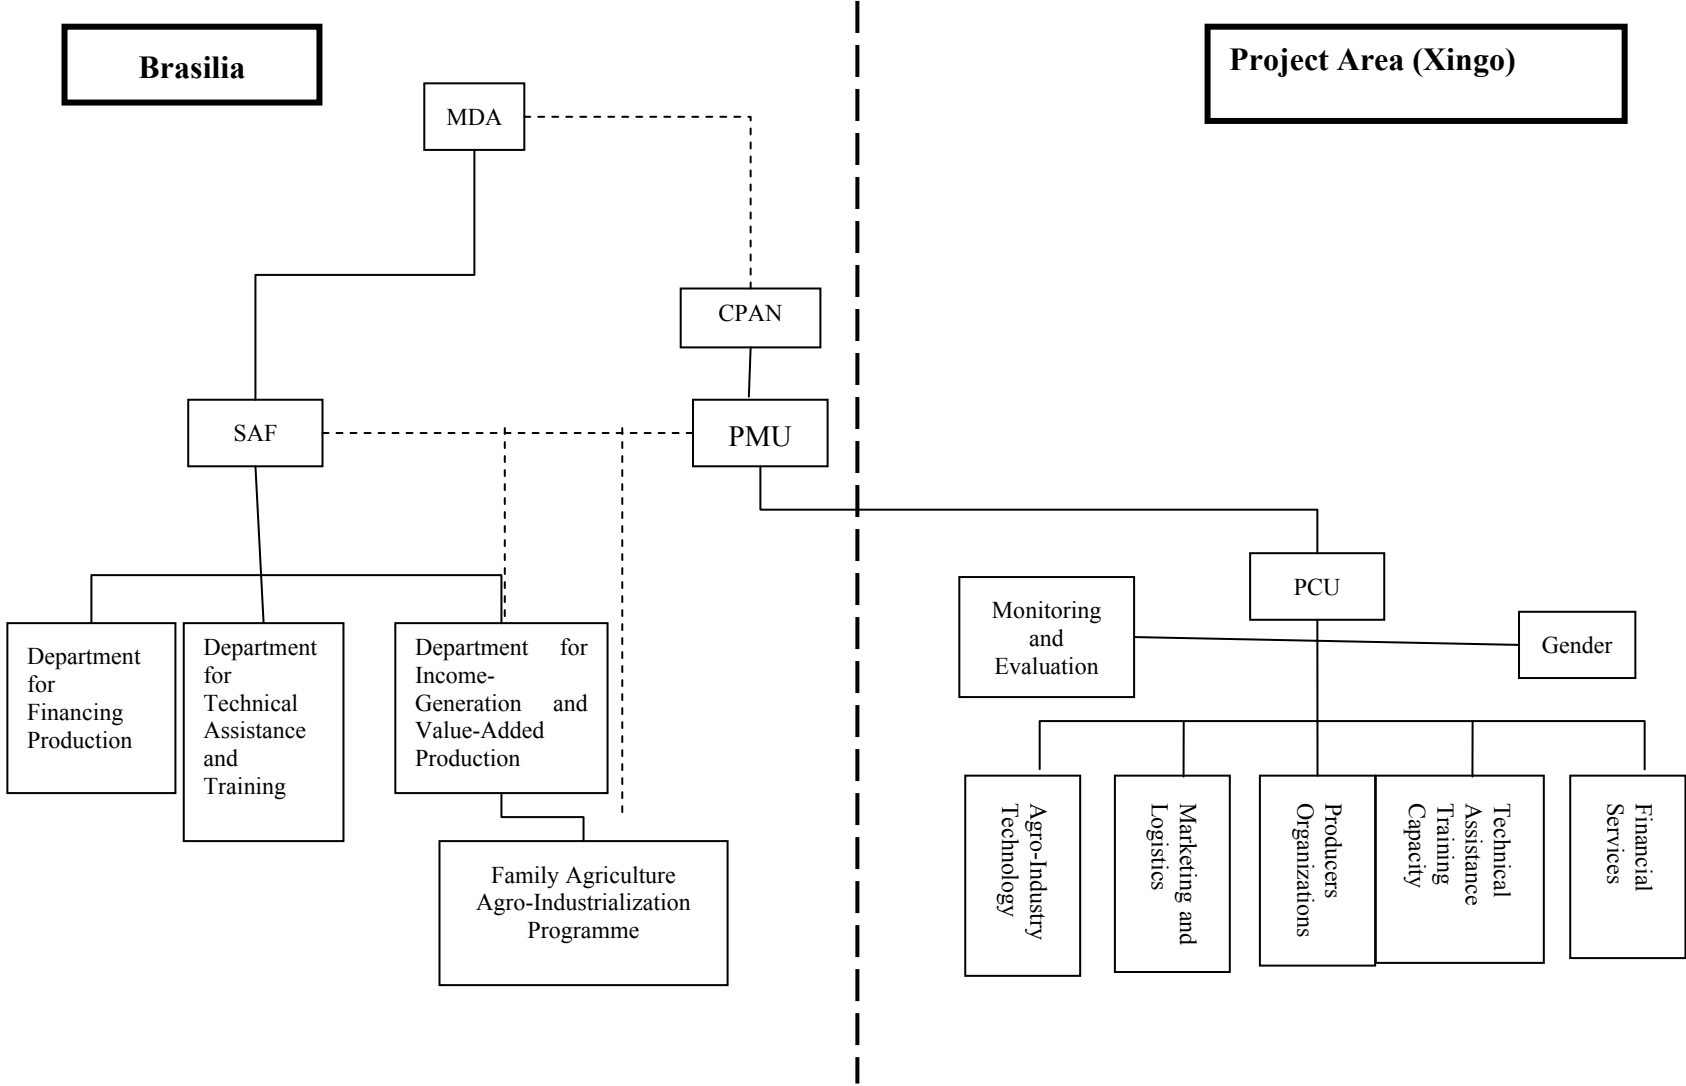 Brasilia
Project Area (Xingo)
MDA
CPAN
SAF
PMU
PCU
Monitoring
and
Evaluation
Gender
Department
for
Financing
Production
Department
for
Technical
Assistance
and
Training
Department for
Income-
Generation and
Value-Added
Production
Family Agriculture
Agro-Industrialization
Programme
Agro-Industry
Technology
Marketing and
Logistics
Producers
Organizations
Technical
Assistance
Training
Capacity
Financial
Services